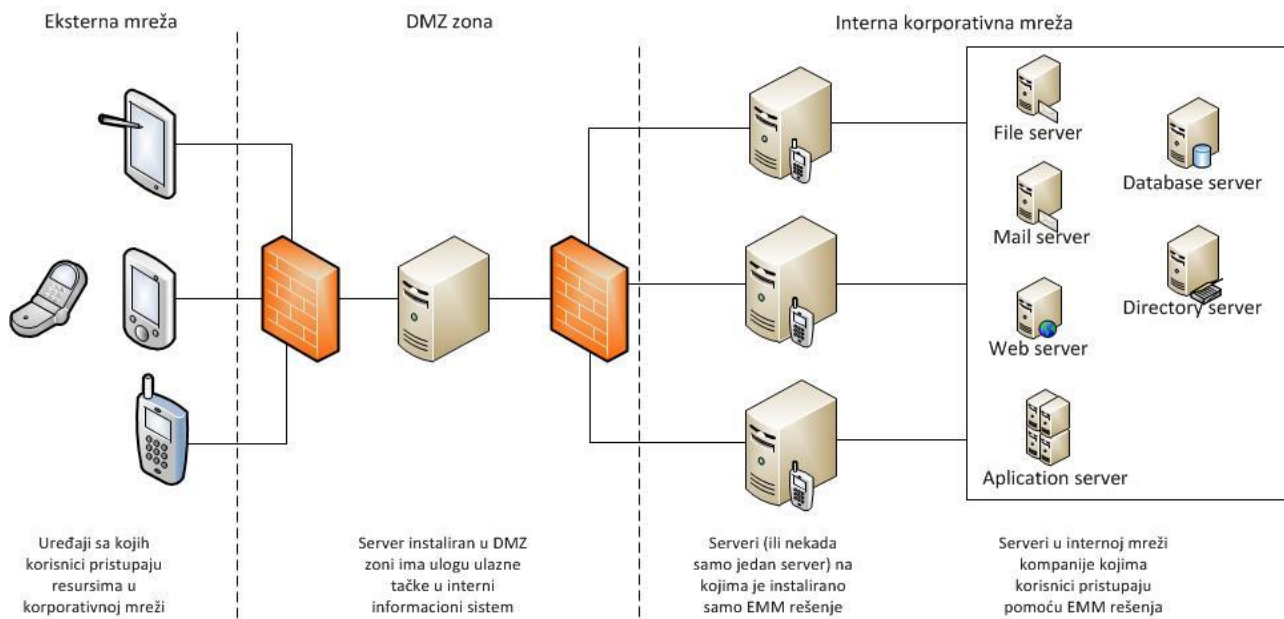 Eksterna mreža
DMZ zona
Interna korporativna mreža
File server
Database server
Mail server
Directory server
Web server
Aplication server
Uređaji sa kojih
korisnici pristupaju
resursima u
korporativnoj mreži
Server instaliran u DMZ
zoni ima ulogu ulazne
tačke u interni
informacioni sistem
Serveri (ili nekada
samo jedan server) na
kojima je instalirano
samo EMM rešenje
Serveri u internoj mreži
kompanije kojima
korisnici pristupaju
pomoću EMM rešenja